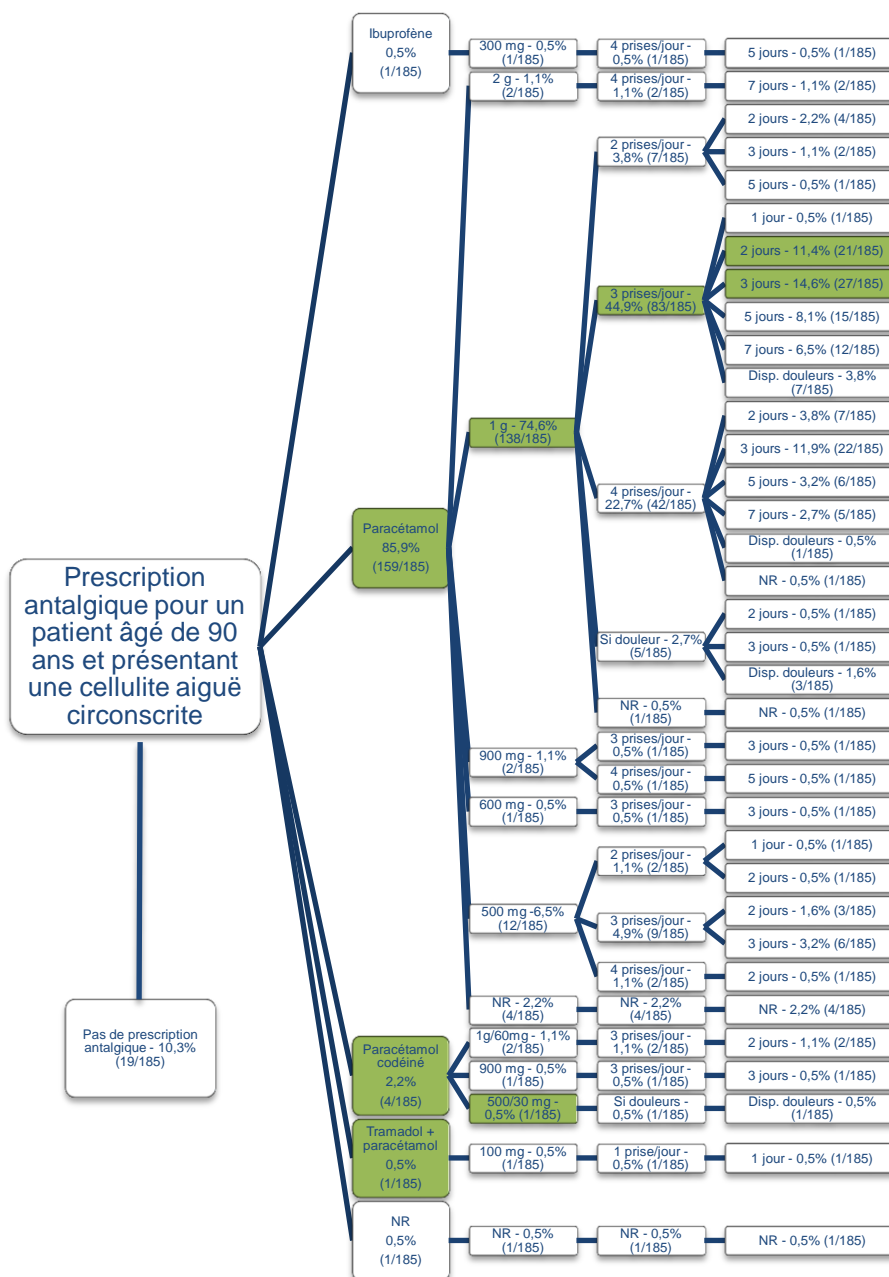 Prescription
antalgique pour un
patient âgé de 90
ans et présentant
une cellulite aiguë
circonscrite
Pas de prescription
antalgique - 10,3%
(19/185)
Ibuprofène
0,5%
(1/185)
300 mg - 0,5%
(1/185)
4 prises/jour -
0,5% (1/185)
5 jours - 0,5% (1/185)
Paracétamol
85,9%
(159/185)
2 g - 1,1%
(2/185)
4 prises/jour -
1,1% (2/185)
7 jours - 1,1% (2/185)
1 g - 74,6%
(138/185)
2 prises/jour -
3,8% (7/185)
2 jours - 2,2% (4/185)
3 jours - 1,1% (2/185)
5 jours - 0,5% (1/185)
3 prises/jour -
44,9% (83/185)
1 jour - 0,5% (1/185)
2 jours - 11,4% (21/185)
3 jours - 14,6% (27/185)
5 jours - 8,1% (15/185)
7 jours - 6,5% (12/185)
Disp. douleurs - 3,8%
(7/185)
4 prises/jour -
22,7% (42/185)
2 jours - 3,8% (7/185)
3 jours - 11,9% (22/185)
5 jours - 3,2% (6/185)
7 jours - 2,7% (5/185)
Disp. douleurs - 0,5%
(1/185)
NR - 0,5% (1/185)
Si douleur - 2,7%
(5/185)
2 jours - 0,5% (1/185)
3 jours - 0,5% (1/185)
Disp. douleurs - 1,6%
(3/185)
NR - 0,5%
(1/185)
NR - 0,5% (1/185)
900 mg - 1,1%
(2/185)
3 prises/jour -
0,5% (1/185)
3 jours - 0,5% (1/185)
4 prises/jour -
0,5% (1/185)
5 jours - 0,5% (1/185)
600 mg - 0,5%
(1/185)
3 prises/jour -
0,5% (1/185)
3 jours - 0,5% (1/185)
500 mg -6,5%
(12/185)
2 prises/jour -
1,1% (2/185)
1 jour - 0,5% (1/185)
2 jours - 0,5% (1/185)
3 prises/jour -
4,9% (9/185)
2 jours - 1,6% (3/185)
3 jours - 3,2% (6/185)
4 prises/jour -
1,1% (2/185)
2 jours - 0,5% (1/185)
NR - 2,2%
(4/185)
NR - 2,2%
(4/185)
NR - 2,2% (4/185)
Paracétamol
codéiné
2,2%
(4/185)
1g/60mg - 1,1%
(2/185)
3 prises/jour -
1,1% (2/185)
2 jours - 1,1% (2/185)
900 mg - 0,5%
(1/185)
3 prises/jour -
0,5% (1/185)
3 jours - 0,5% (1/185)
500/30 mg -
0,5% (1/185)
Si douleurs -
0,5% (1/185)
Disp. douleurs - 0,5%
(1/185)
Tramadol +
paracétamol
0,5%
(1/185)
100 mg - 0,5%
(1/185)
1 prise/jour -
0,5% (1/185)
1 jour - 0,5% (1/185)
NR
0,5%
(1/185)
NR - 0,5%
(1/185)
NR - 0,5%
(1/185)
NR - 0,5% (1/185)